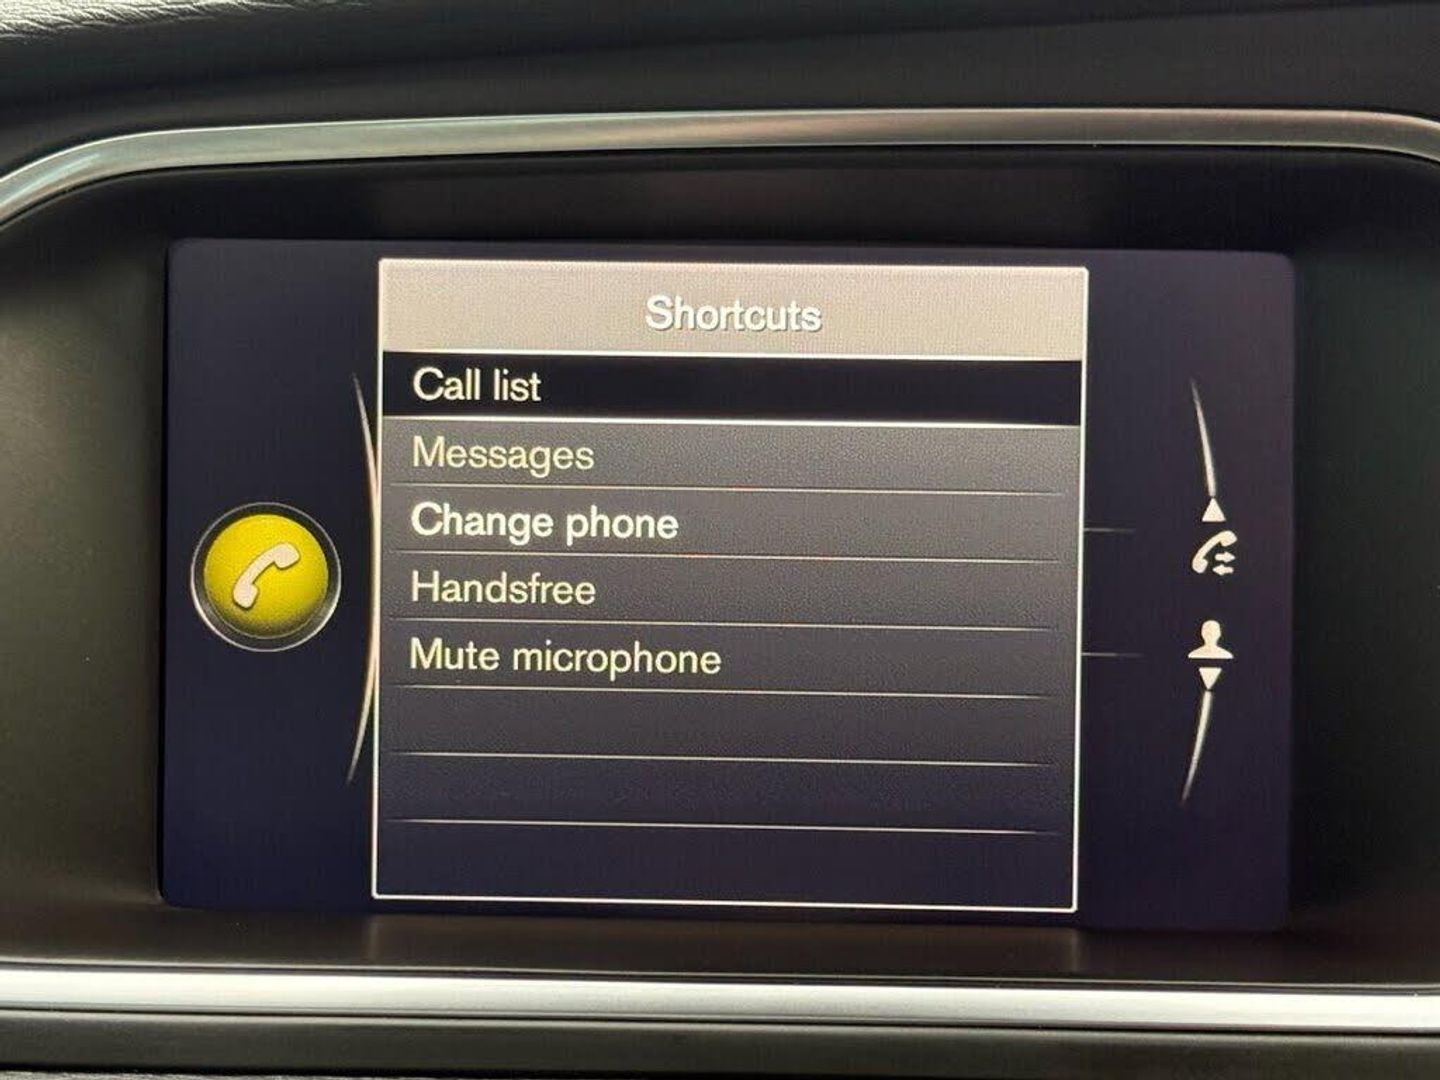 Shortcuts
Call list
Messages
Change phone
Handsfree
Mute microphone